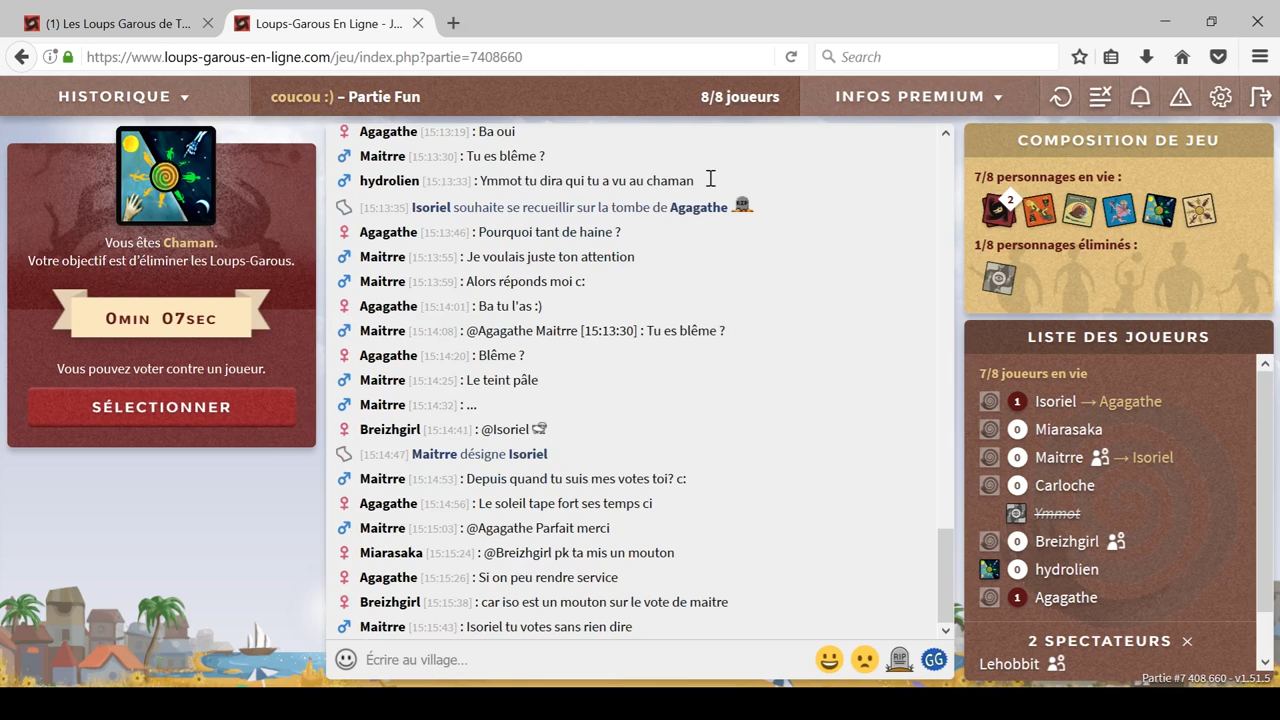 (1) Les Loups Garous de T...
Loups-Garous En Ligne - J...
https://www.loups-garous-en-ligne.com/jeu/index.php?partie=7408660
Search
HISTORIQUE
coucou :) – Partie Fun
8/8 joueurs
INFOS PREMIUM
Vous êtes Chaman.
Votre objectif est d'éliminer les Loups-Garous.
0MIN 07SEC
Vous pouvez voter contre un joueur.
SÉLECTIONNER
Agagathe [15:13:19] : Ba oui
Maitrre [15:13:30] : Tu es blême ?
hydrolien [15:13:33] : Ymmot tu dira qui tu a vu au chaman
[15:13:35] Isoriel souhaite se recueillir sur la tombe de Agagathe
Agagathe [15:13:46] : Pourquoi tant de haine ?
Maitrre [15:13:55] : Je voulais juste ton attention
Maitrre [15:13:59] : Alors réponds moi c:
Agagathe [15:14:01] : Ba tu l'as :)
Maitrre [15:14:08] : @Agagathe Maitrre [15:13:30] : Tu es blême ?
Agagathe [15:14:20] : Blême ?
Maitrre [15:14:25] : Le teint pâle
Maitrre [15:14:32] : ...
Breizhgirl [15:14:41] : @Isoriel
[15:14:47] Maitrre désigne Isoriel
Maitrre [15:14:53] : Depuis quand tu suis mes votes toi? c:
Agagathe [15:14:56] : Le soleil tape fort ses temps ci
Maitrre [15:15:03] : @Agagathe Parfait merci
Miarasaka [15:15:24] : @Breizhgirl pk ta mis un mouton
Agagathe [15:15:26] : Si on peu rendre service
Breizhgirl [15:15:38] : car iso est un mouton sur le vote de maitre
Maitrre [15:15:43] : Isoriel tu votes sans rien dire
Écrire au village...
RIP
GG
COMPOSITION DE JEU
7/8 personnages en vie :
2
1/8 personnages éliminés :
LISTE DES JOUEURS
7/8 joueurs en vie
1 Isoriel → Agagathe
0 Miarasaka
0 Maitrre → Isoriel
0 Carloche
Ymmot
0 Breizhgirl
0 hydrolien
1 Agagathe
2 SPECTATEURS ×
Lehobbit
Partie #7 408 660 - v1.51.5